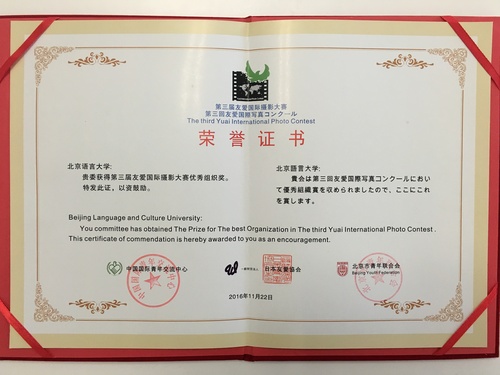 第三届友爱国际摄影大赛
第三回友愛国際写真コンクール
The third Yuai International Photo Contest
荣誉证书
北京语言大学:
贵委获得第三届友爱国际摄影大赛优秀组织奖。
特发此证，以资鼓励。
北京語言大学:
貴会は第三回友愛国際写真コンクールにおい
て優秀組織賞を収められましたので、ここにこれ
を賞します。
Beijing Language and Culture University:
You committee has obtained The Prize for The best Organization in The third Yuai International Photo Contest .
This certificate of commendation is hereby awarded to you as an encouragement.
中国国际青年交流中心
一般財団法人 日本友愛協会
北京市青年联合会
Beijing Youth Federation
2016年11月22日